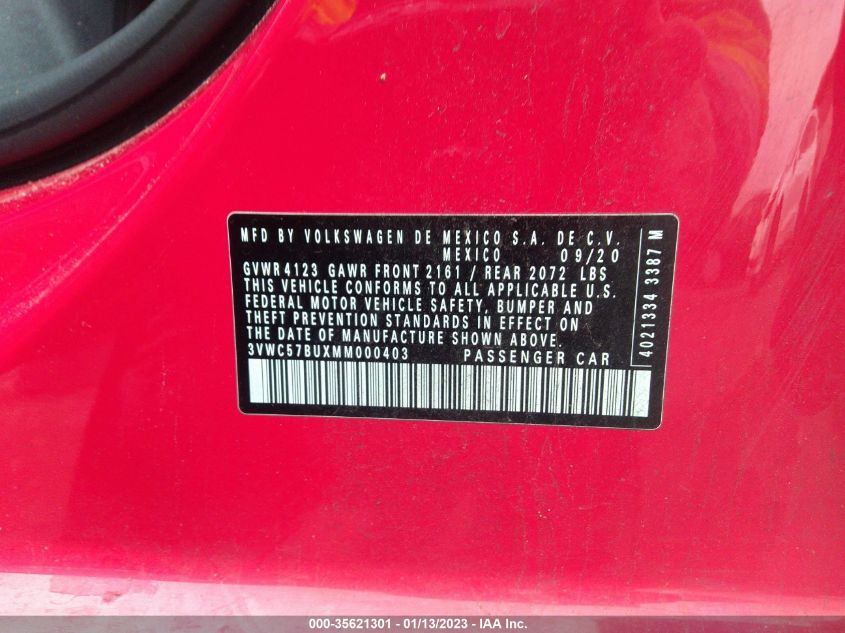 MFD BY VOLKSWAGEN DE MEXICO S.A. DE C.V.
MEXICO 09/20
GVWR 4123 GAWR FRONT 2161 / REAR 2072 LBS
THIS VEHICLE CONFORMS TO ALL APPLICABLE U.S.
FEDERAL MOTOR VEHICLE SAFETY, BUMPER AND
THEFT PREVENTION STANDARDS IN EFFECT ON
THE DATE OF MANUFACTURE SHOWN ABOVE.
3VWC57BUXMM000403 PASSENGER CAR
4021334 3387 M
000-35621301 - 01/13/2023 - © IAA Inc.